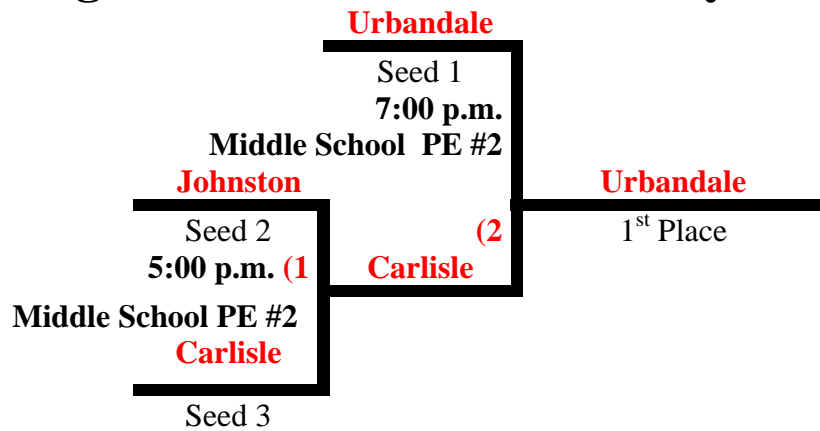 Urbandale
Seed 1
7:00 p.m.
Middle School PE #2
Johnston
Urbandale
Seed 2
(2
1st Place
5:00 p.m. (1
Carlisle
Middle School PE #2
Carlisle
Seed 3